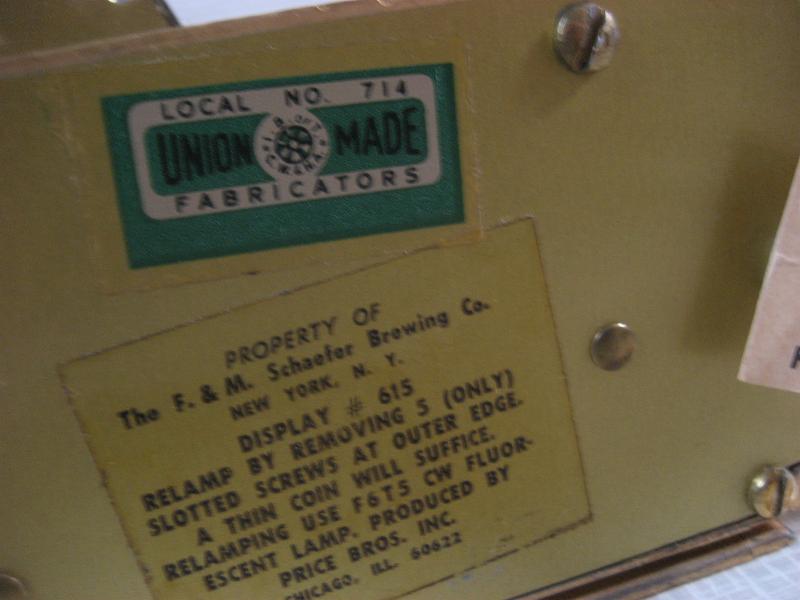 LOCAL NO. 714
UNION MADE
I.B. OF T.
C.W. & H.A.
FABRICATORS
PROPERTY OF
The F. & M. Schaefer Brewing Co.
NEW YORK, N. Y.
DISPLAY # 615
RELAMP BY REMOVING 5 (ONLY)
SLOTTED SCREWS AT OUTER EDGE.
A THIN COIN WILL SUFFICE.
RELAMPING USE F6T5 CW FLUOR-
ESCENT LAMP. PRODUCED BY
PRICE BROS. INC.
CHICAGO, ILL. 60622